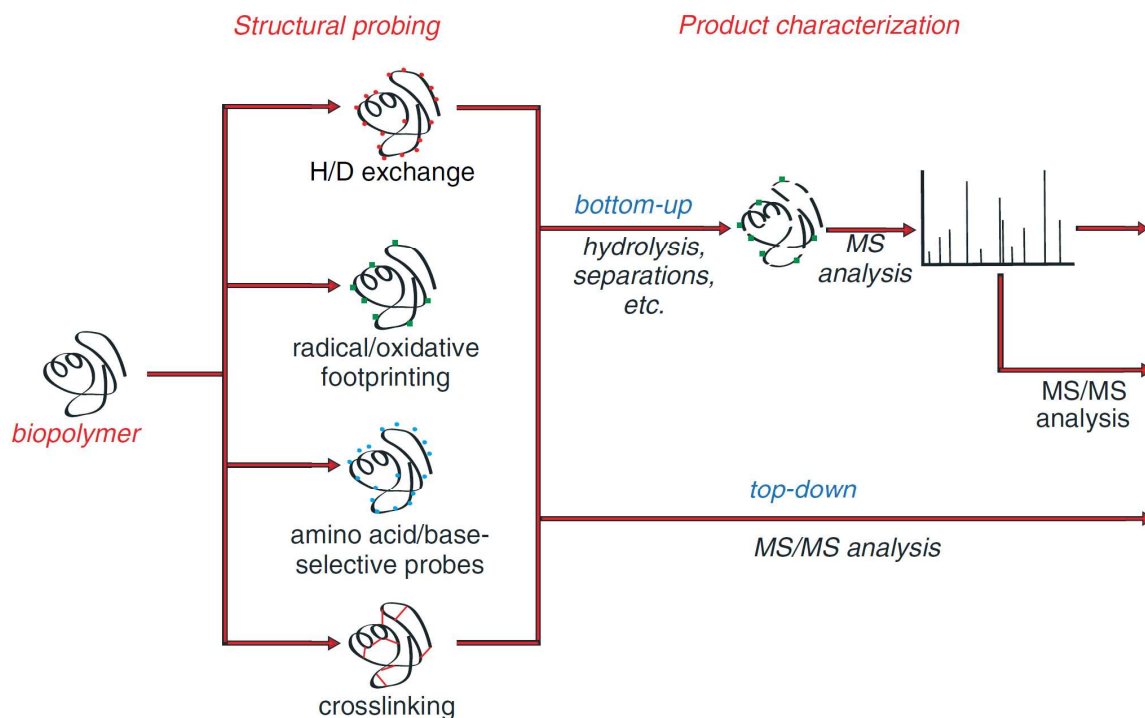 Structural probing
Product characterization
H/D exchange
radical/oxidative
footprinting
biopolymer
amino acid/base-
selective probes
crosslinking
bottom-up
hydrolysis,
separations,
etc.
MS
analysis
MS/MS
analysis
top-down
MS/MS analysis